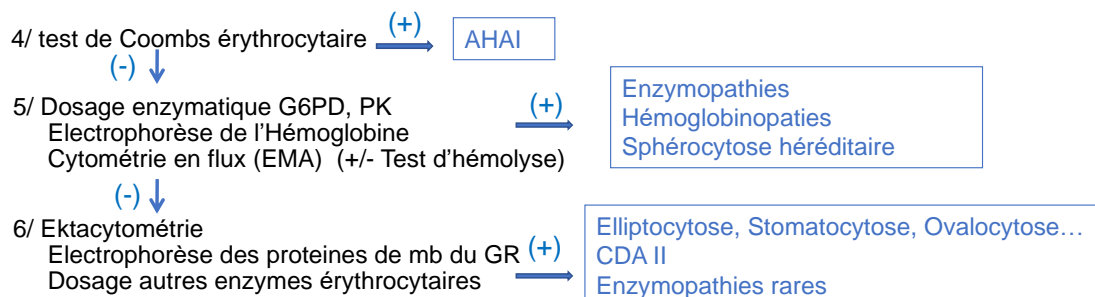 4/ test de Coombs érythrocytaire (+) AHAI
(-)
5/ Dosage enzymatique G6PD, PK (+) Enzymopathies
Electrophorèse de l'Hémoglobine Hémoglobinopaties
Cytométrie en flux (EMA) (+/- Test d'hémolyse) Sphérocytose héréditaire
(-)
6/ Ektacytométrie Elliptocytose, Stomatocytose, Ovalocytose…
Electrophorèse des proteines de mb du GR (+) CDA II
Dosage autres enzymes érythrocytaires Enzymopathies rares